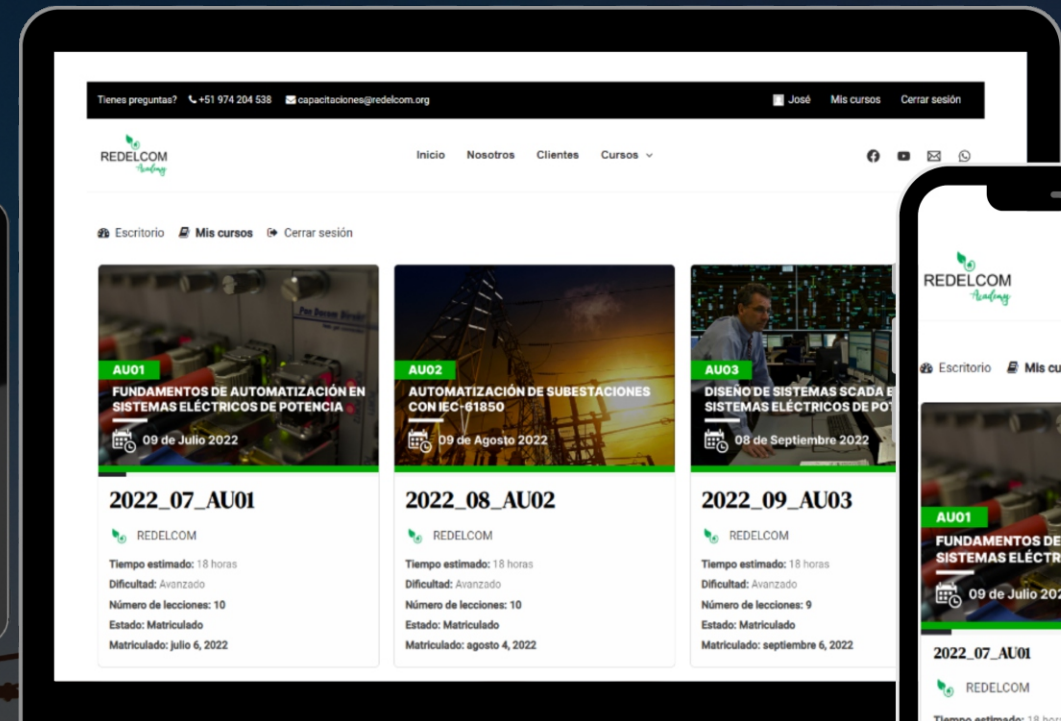 Tienes preguntas? +51 974 204 538 capacitaciones@redelcom.org José Mis cursos Cerrar sesión
REDELCOM
Academy
Inicio Nosotros Clientes Cursos
Escritorio Mis cursos Cerrar sesión
AU01
FUNDAMENTOS DE AUTOMATIZACIÓN EN
SISTEMAS ELÉCTRICOS DE POTENCIA
09 de Julio 2022
2022_07_AU01
REDELCOM
Tiempo estimado: 18 horas
Dificultad: Avanzado
Número de lecciones: 10
Estado: Matriculado
Matriculado: julio 6, 2022
AU02
AUTOMATIZACIÓN DE SUBESTACIONES
CON IEC-61850
09 de Agosto 2022
2022_08_AU02
REDELCOM
Tiempo estimado: 18 horas
Dificultad: Avanzado
Número de lecciones: 10
Estado: Matriculado
Matriculado: agosto 4, 2022
AU03
DISEÑO DE SISTEMAS SCADA
SISTEMAS ELÉCTRICOS DE
08 de Septiembre 2022
2022_09_AU03
REDELCOM
Tiempo estimado: 18 horas
Dificultad: Avanzado
Número de lecciones: 9
Estado: Matriculado
Matriculado: septiembre 6, 2022
REDELCOM
Academy
Escritorio Mis
AU01
FUNDAMENTOS DE
SISTEMAS
09 de Julio
2022_07_AU01
REDELCOM
Tiempo estimado: 18